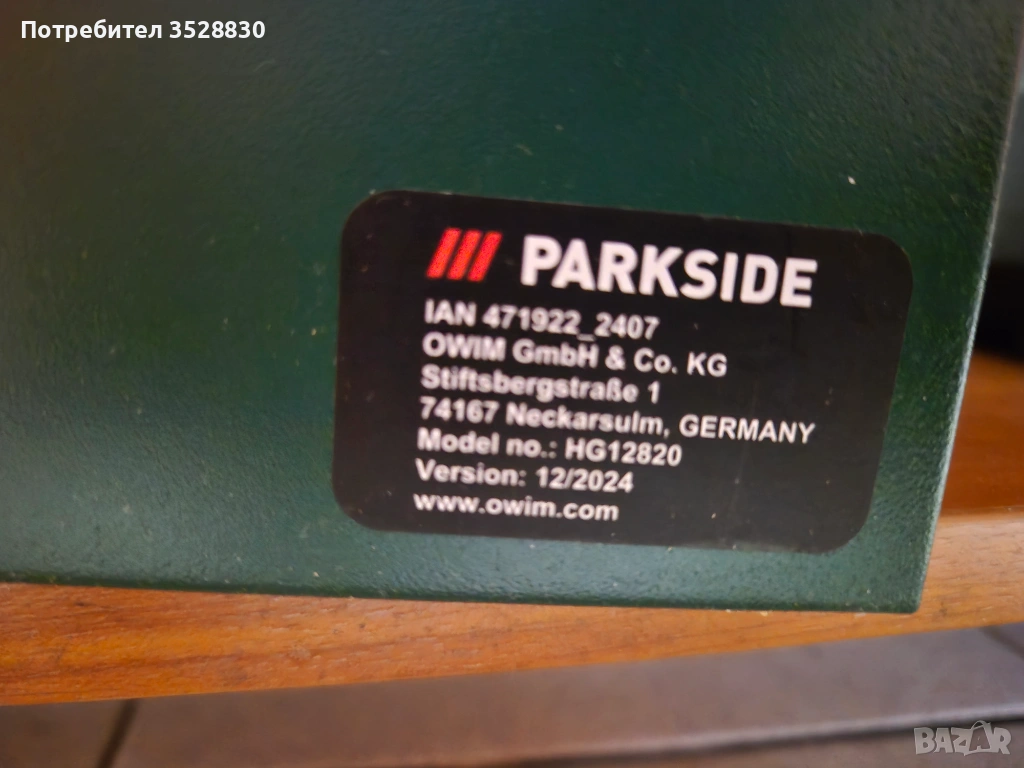 Потребител 3528830
PARKSIDE
IAN 471922_2407
OWIM GmbH & Co. KG
Stiftsbergstraße 1
74167 Neckarsulm, GERMANY
Model no.: HG12820
Version: 12/2024
www.owim.com
BAZAR